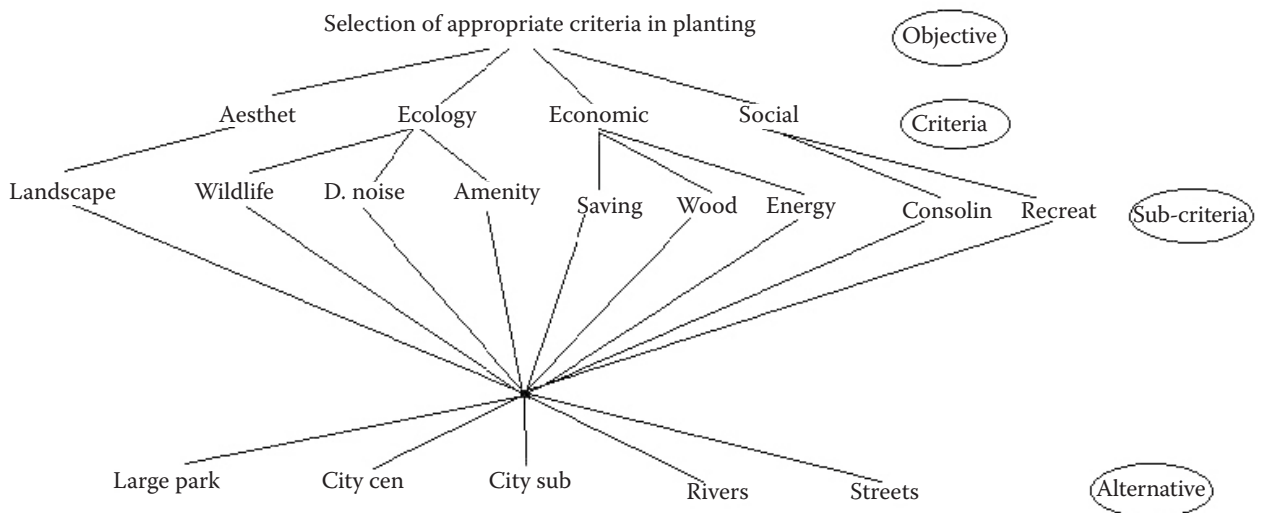 Selection of appropriate criteria in planting
Objective
Aesthet
Ecology
Economic
Social
Criteria
Landscape
Wildlife
D. noise
Amenity
Saving
Wood
Energy
Consolin
Recreat
Sub-criteria
Large park
City cen
City sub
Rivers
Streets
Alternative